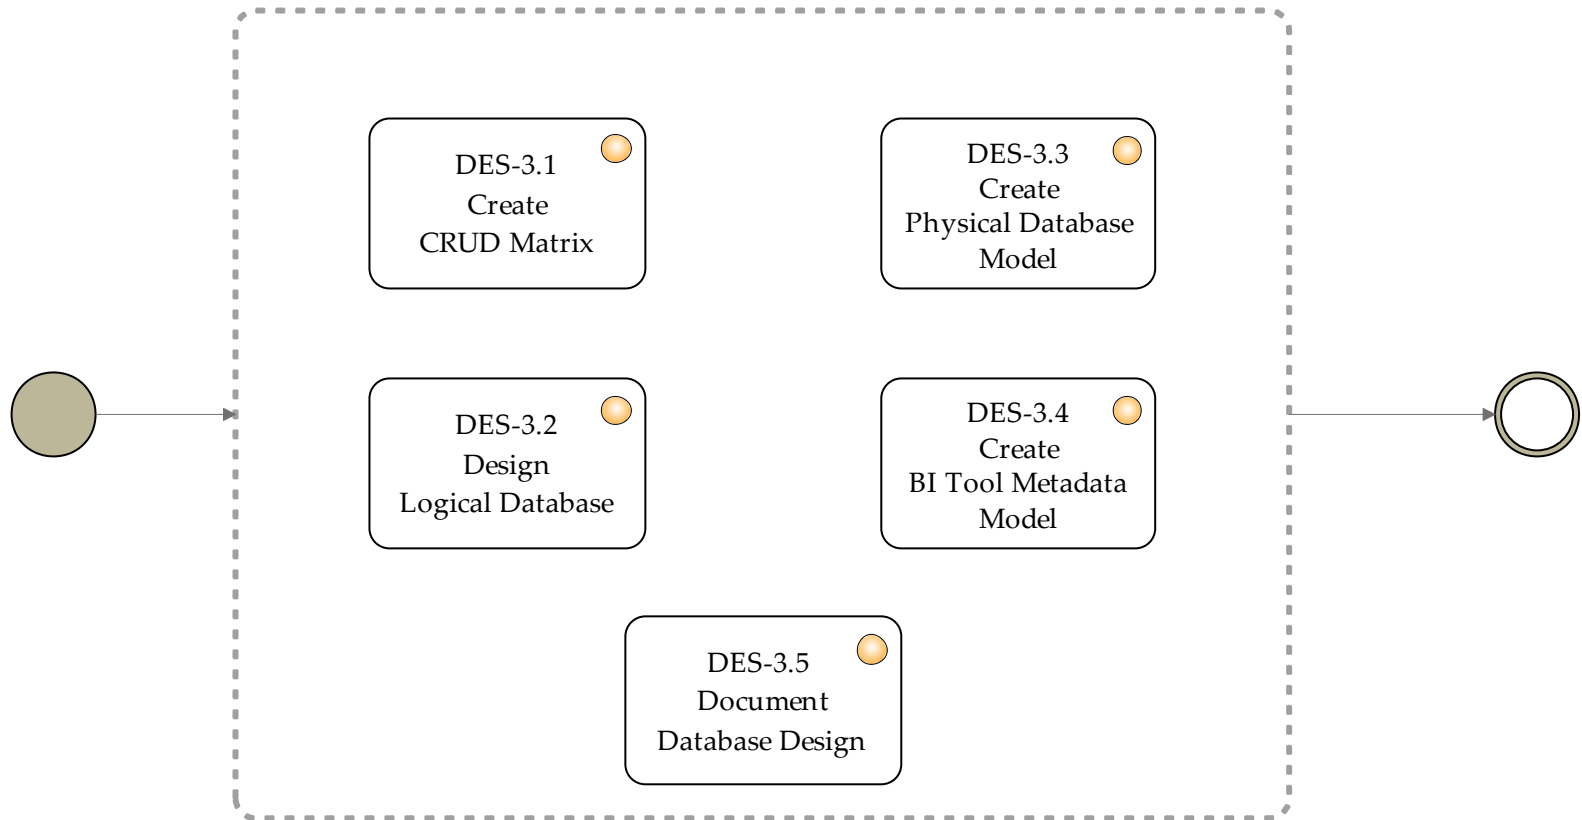 DES-3.1
Create
CRUD Matrix
DES-3.3
Create
Physical Database
Model
DES-3.2
Design
Logical Database
DES-3.4
Create
BI Tool Metadata
Model
DES-3.5
Document
Database Design